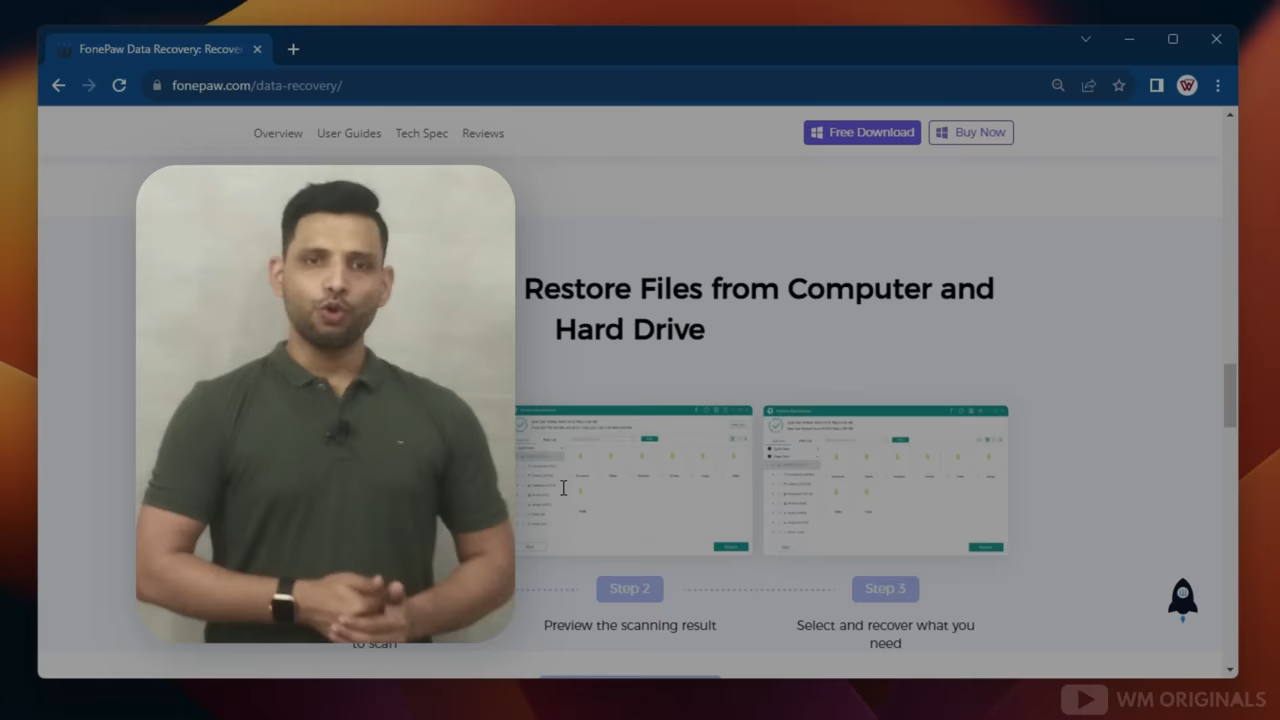 FonePaw Data Recovery: Recove
fonepaw.com/data-recovery/
Overview User Guides Tech Spec Reviews
Free Download Buy Now
Restore Files from Computer and
Hard Drive
Step 2 Step 3
to scan
Preview the scanning result
Select and recover what you
need
WM ORIGINALS